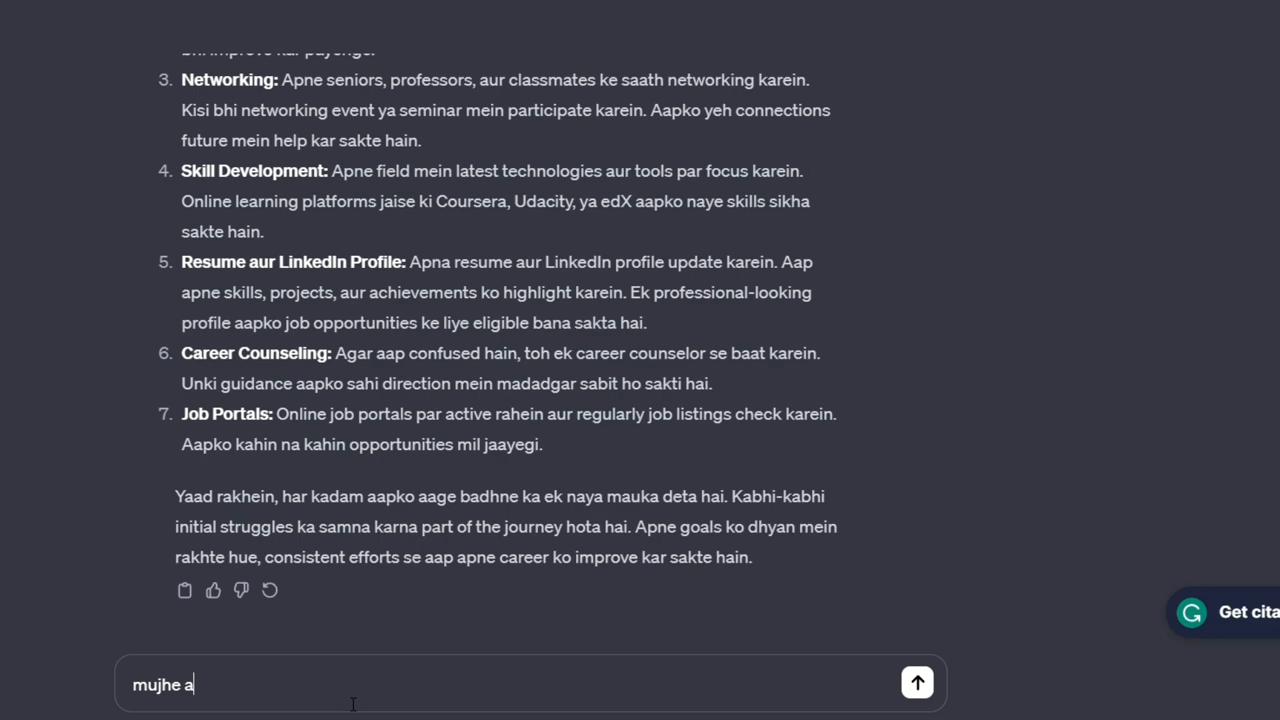 3. Networking: Apne seniors, professors, aur classmates ke saath networking karein.
Kisi bhi networking event ya seminar mein participate karein. Aapko yeh connections
future mein help kar sakte hain.
4. Skill Development: Apne field mein latest technologies aur tools par focus karein.
Online learning platforms jaise ki Coursera, Udacity, ya edX aapko naye skills sikha
sakte hain.
5. Resume aur LinkedIn Profile: Apna resume aur LinkedIn profile update karein. Aap
apne skills, projects, aur achievements ko highlight karein. Ek professional-looking
profile aapko job opportunities ke liye eligible bana sakta hai.
6. Career Counseling: Agar aap confused hain, toh ek career counselor se baat karein.
Unki guidance aapko sahi direction mein madadgar sabit ho sakti hai.
7. Job Portals: Online job portals par active rahein aur regularly job listings check karein.
Aapko kahin na kahin opportunities mil jaayegi.
Yaad rakhein, har kadam aapko aage badhne ka ek naya mauka deta hai. Kabhi-kabhi
initial struggles ka samna karna part of the journey hota hai. Apne goals ko dhyan mein
rakhte hue, consistent efforts se aap apne career ko improve kar sakte hain.
Get cita
mujhe a